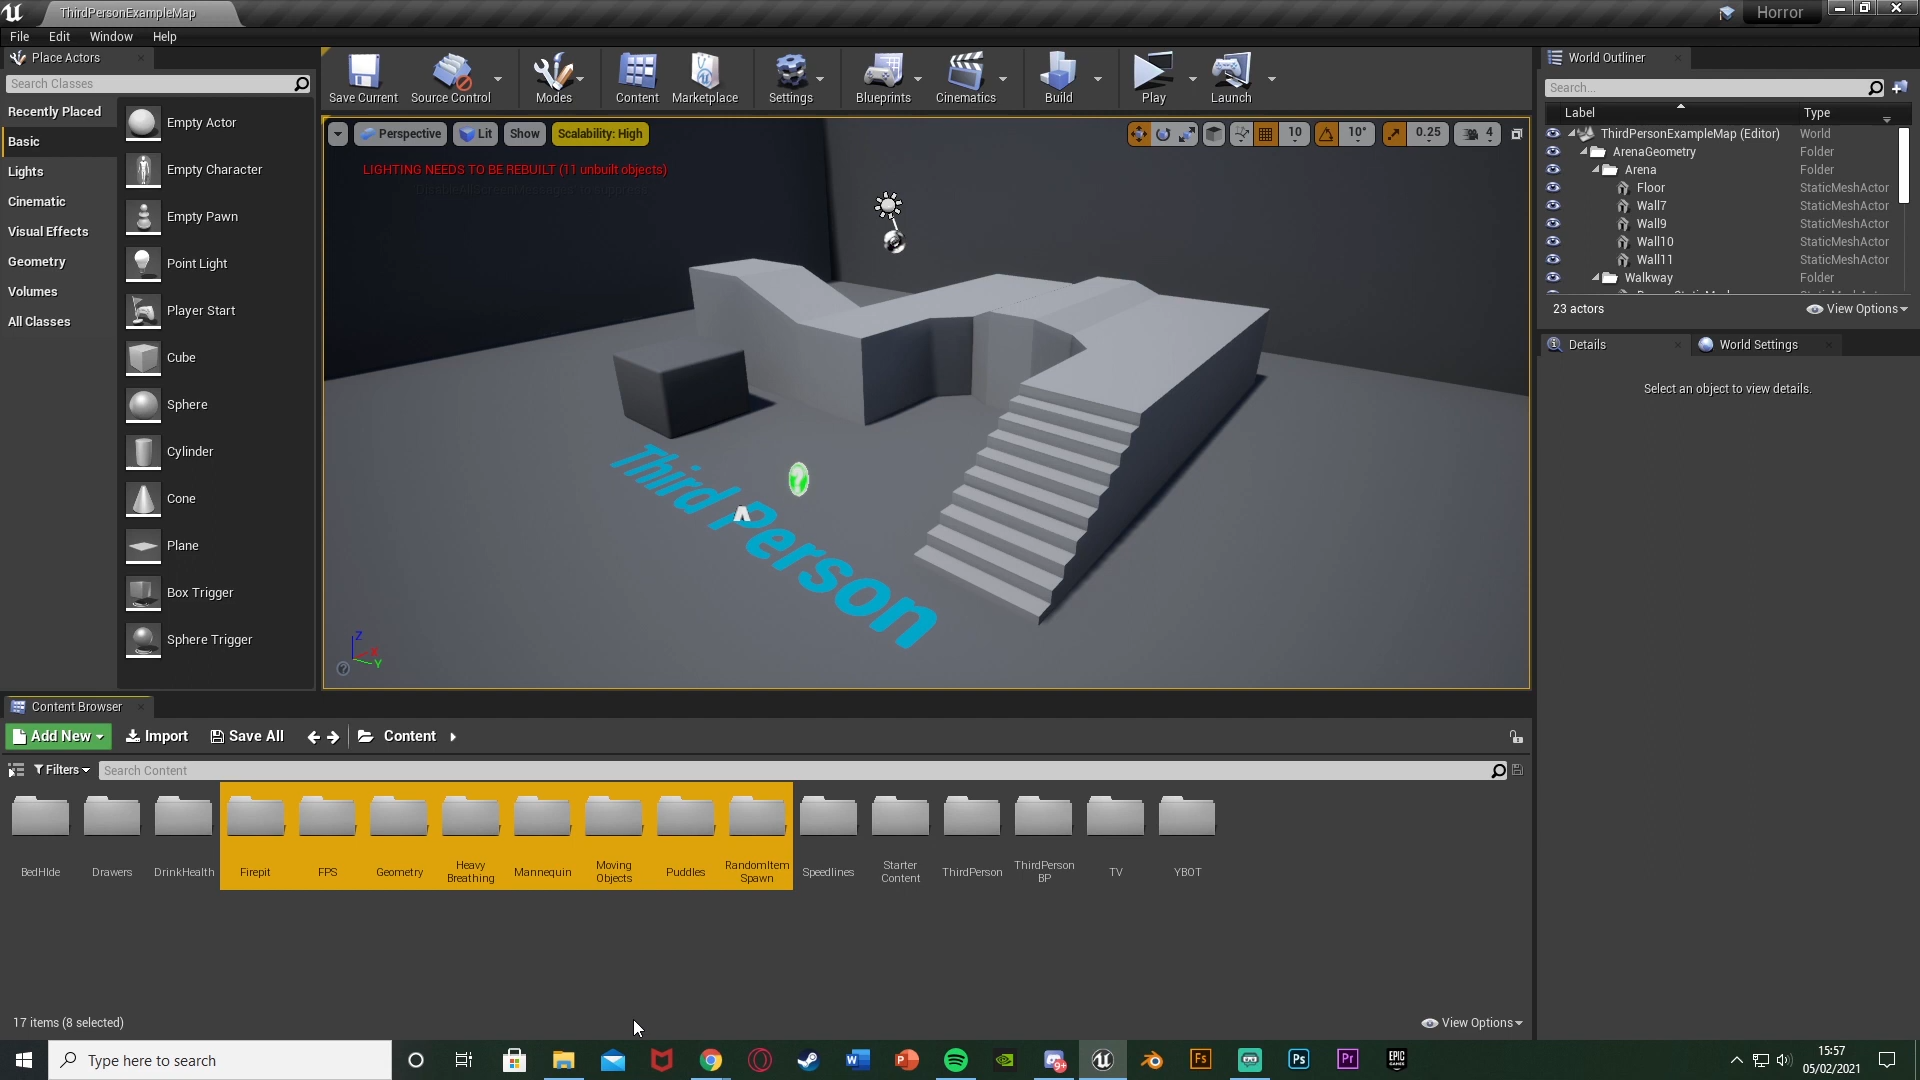 ThirdPersonExampleMap
Horror
File Edit Window Help
Place Actors
Search Classes
Recently Placed
Basic
Lights
Cinematic
Visual Effects
Geometry
Volumes
All Classes
Empty Actor
Empty Character
Empty Pawn
Point Light
Player Start
Cube
Sphere
Cylinder
Cone
Plane
Box Trigger
Sphere Trigger
Save Current Source Control Modes Content Marketplace Settings Blueprints Cinematics Build Play Launch
Perspective Lit Show Scalability: High
10 10° 0.25 4
LIGHTING NEEDS TO BE REBUILT (11 unbuilt objects)
Third Person
Z
X
Y
World Outliner
Search...
Label Type
ThirdPersonExampleMap (Editor) World
ArenaGeometry Folder
Arena Folder
Floor StaticMeshActor
Wall7 StaticMeshActor
Wall9 StaticMeshActor
Wall10 StaticMeshActor
Wall11 StaticMeshActor
Walkway Folder
23 actors View Options
Details World Settings
Select an object to view details.
Content Browser
Add New Import Save All Content
Filters Search Content
BedHIde
Drawers
DrinkHealth
Firepit
FPS
Geometry
Heavy
Breathing
Mannequin
Moving
Objects
Puddles
RandomItem
Spawn
Speedlines
Starter
Content
ThirdPerson
ThirdPerson
BP
TV
YBOT
17 items (8 selected) View Options
Type here to search
15:57
05/02/2021